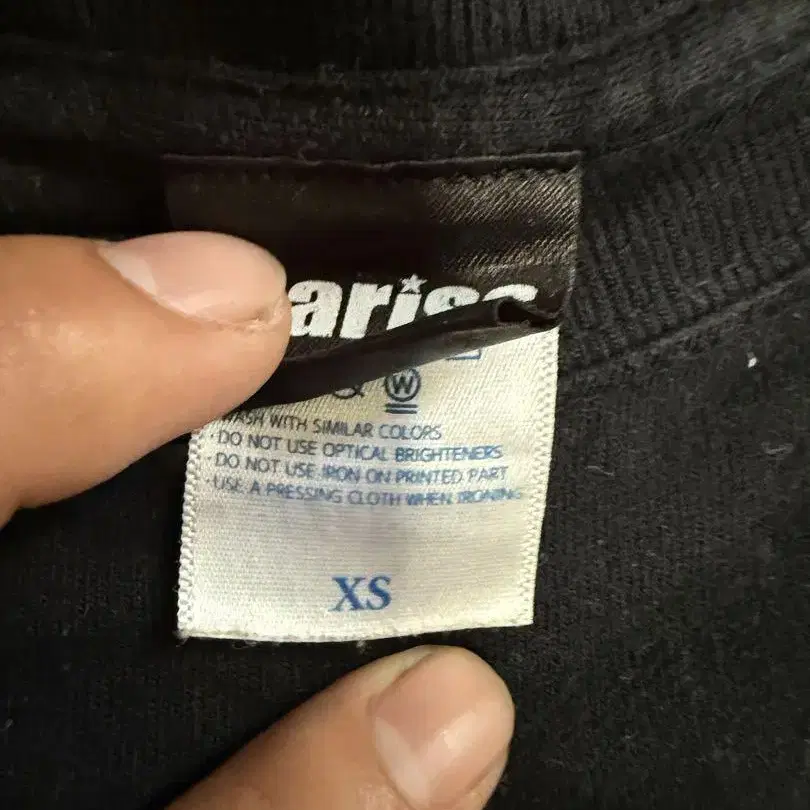 ariss
W
WASH WITH SIMILAR COLORS
· DO NOT USE OPTICAL BRIGHTENERS
· DO NOT USE IRON ON PRINTED PART
· USE A PRESSING CLOTH WHEN IRONING
XS